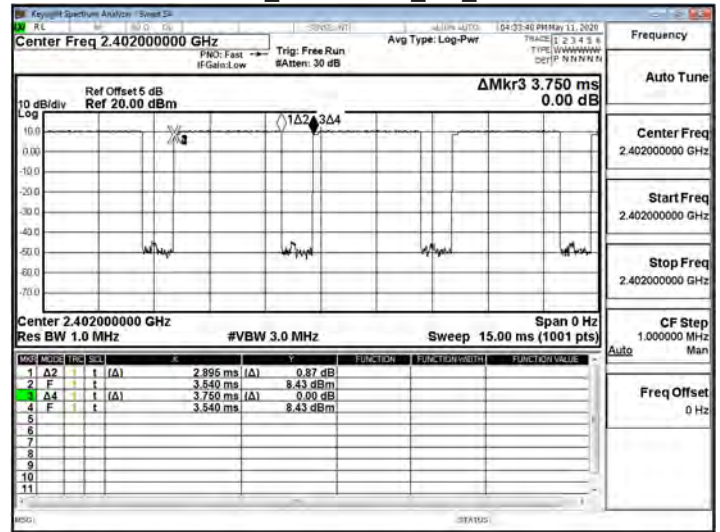 Keysight Spectrum Analyzer - Swept SA
RL
Center Freq 2.402000000 GHz
PNO: Fast
IFGain:Low
Trig: Free Run
#Atten: 30 dB
Avg Type: Log-Pwr
04:33:40 PM May 11, 2020
TRACE 1 2 3 4 5 6
TYPE WWWWWW
DET P NNNNN
Frequency
Auto Tune
Ref Offset 5 dB
10 dB/div Ref 20.00 dBm
ΔMkr3 3.750 ms
0.00 dB
Log
1Δ2 3Δ4
10.0
0.00
-10.0
-20.0
-30.0
-40.0
-50.0
-60.0
-70.0
Center Freq
2.402000000 GHz
Start Freq
2.402000000 GHz
Stop Freq
2.402000000 GHz
CF Step
1.000000 MHz
Auto Man
Freq Offset
0 Hz
Center 2.402000000 GHz Span 0 Hz
Res BW 1.0 MHz #VBW 3.0 MHz Sweep 15.00 ms (1001 pts)
MKR MODE TRC SCL X Y FUNCTION FUNCTION WIDTH FUNCTION VALUE
1 Δ2 1 t (Δ) 2.895 ms (Δ) 0.87 dB
2 F 1 t 3.540 ms 8.43 dBm
3 Δ4 1 t (Δ) 3.750 ms (Δ) 0.00 dB
4 F 1 t 3.540 ms 8.43 dBm
5
6
7
8
9
10
11
MSG
STATUS